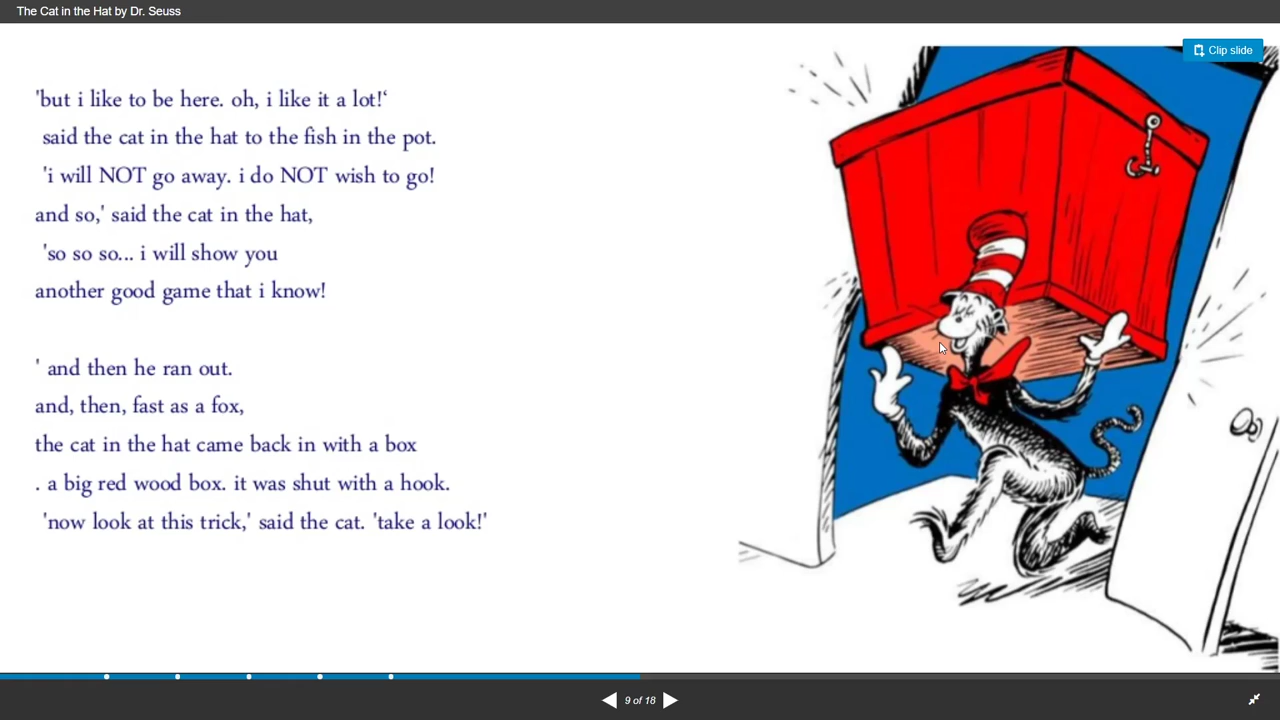 The Cat in the Hat by Dr. Seuss
Clip slide
'but i like to be here. oh, i like it a lot!‘
said the cat in the hat to the fish in the pot.
'i will NOT go away. i do NOT wish to go!
and so,' said the cat in the hat,
'so so so... i will show you
another good game that i know!
' and then he ran out.
and, then, fast as a fox,
the cat in the hat came back in with a box
. a big red wood box. it was shut with a hook.
'now look at this trick,' said the cat. 'take a look!'
9 of 18